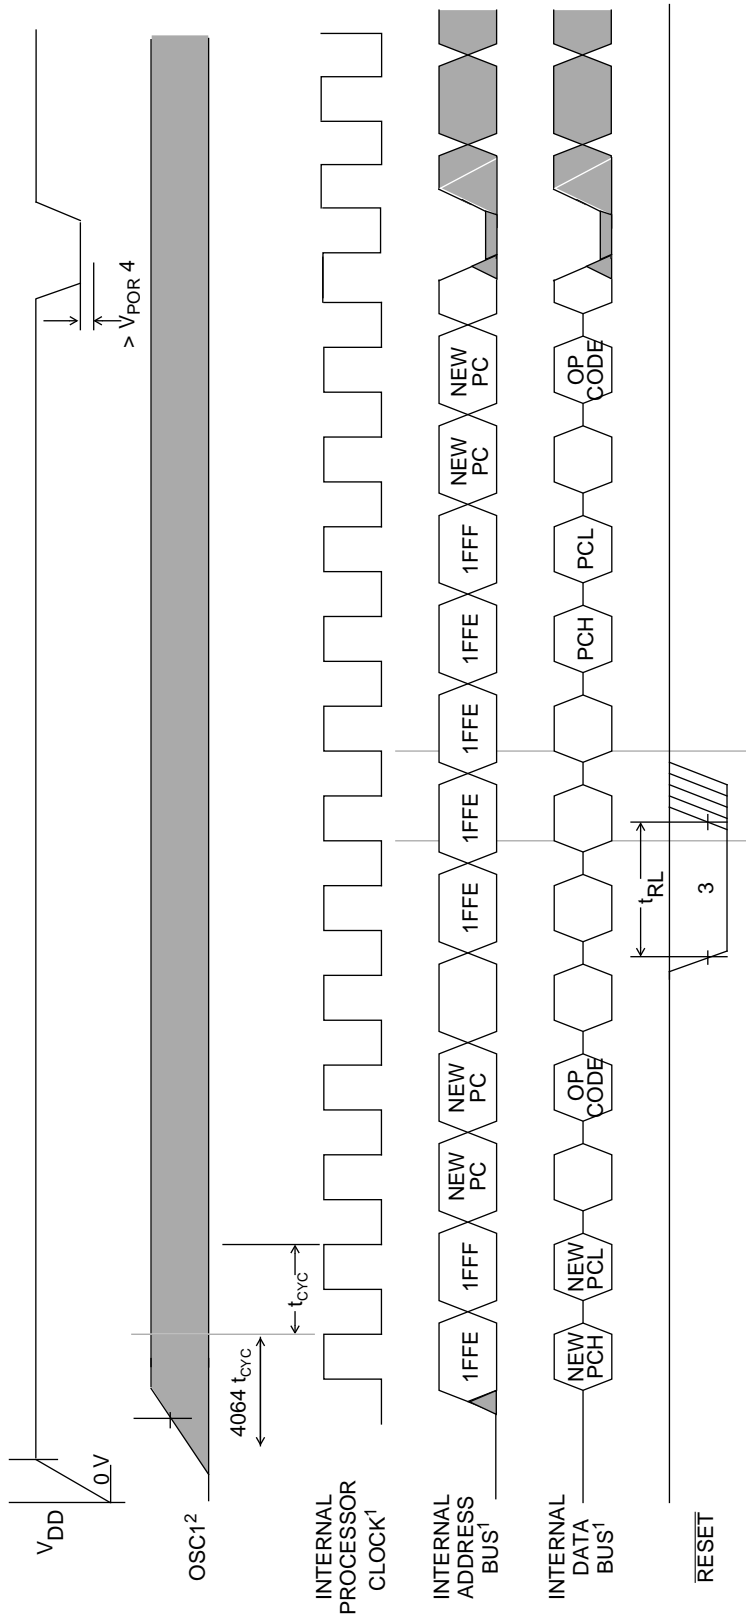 V_DD
0 V
> V_POR 4
OSC1²
4064 t_CYC
t_CYC
INTERNAL
PROCESSOR
CLOCK¹
INTERNAL
ADDRESS
BUS¹
1FFE
1FFF
NEW
PC
NEW
PC
1FFE
1FFE
1FFE
1FFE
1FFF
NEW
PC
NEW
PC
INTERNAL
DATA
BUS¹
NEW
PCH
NEW
PCL
OP
CODE
PCH
PCL
OP
CODE
RESET
t_RL
3